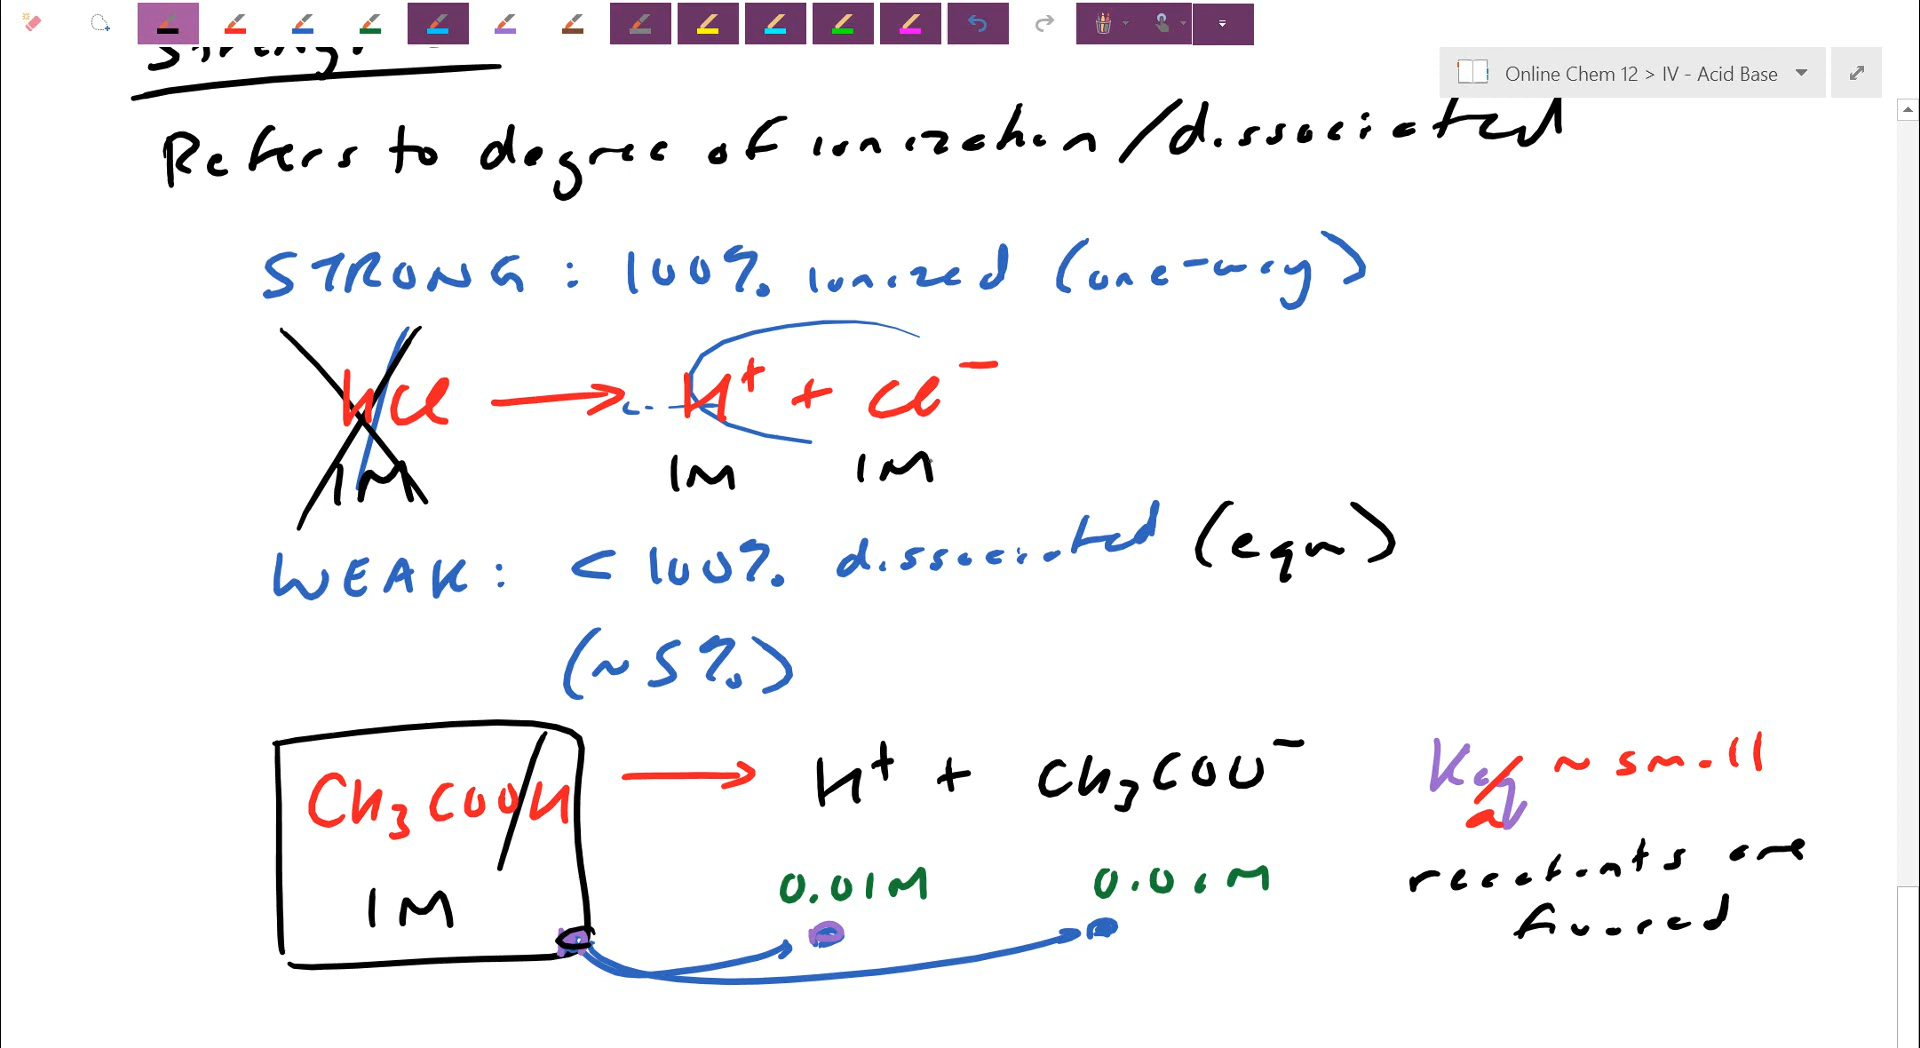 Online Chem 12 > IV - Acid Base
Strength
Refers to degree of ionization/dissociated
STRONG: 100% ionized (one-way)
HCl → H⁺ + Cl⁻
1M 1M 1M
WEAK: < 100% dissociated (eqm)
(~5%)
CH₃COOH → H⁺ + CH₃COO⁻ Keq a ~ small
1M 0.01M 0.01M reactants are
favored